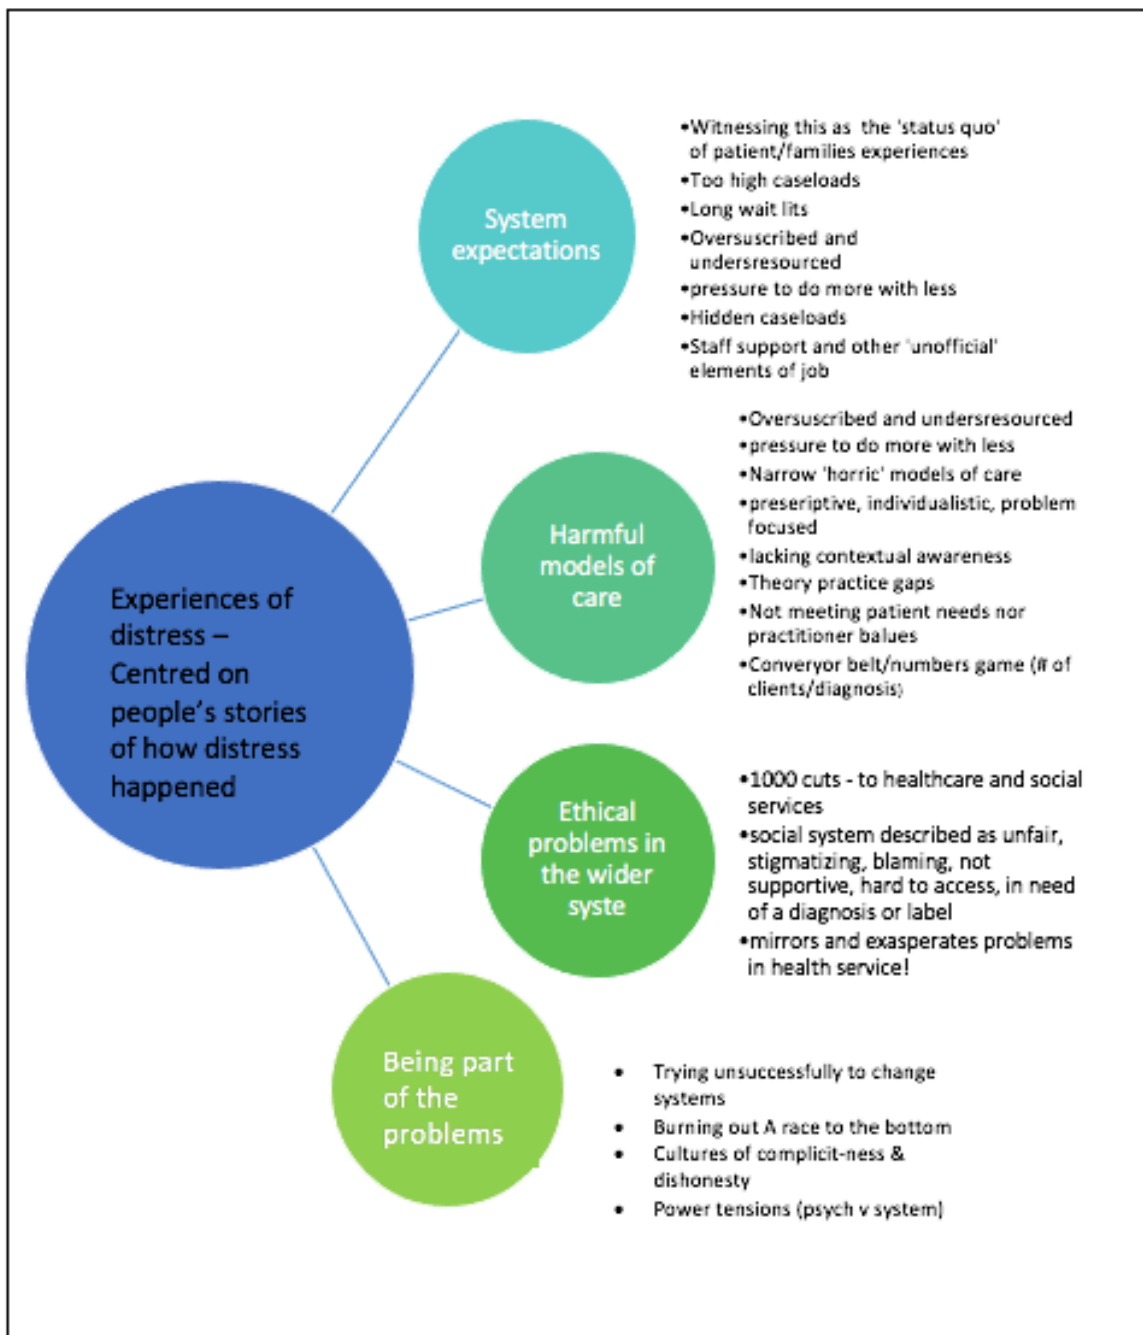 System
expectations
•Witnessing this as the 'status quo'
of patient/families experiences
•Too high caseloads
•Long wait lits
•Oversuscribed and
undersresourced
•pressure to do more with less
•Hidden caseloads
•Staff support and other 'unofficial'
elements of job
Harmful
models of
care
•Oversuscribed and undersresourced
•pressure to do more with less
•Narrow 'horric' models of care
•preseriptive, individualistic, problem
focused
•lacking contextual awareness
•Theory practice gaps
•Not meeting patient needs nor
practitioner balues
•Converyor belt/numbers game (# of
clients/diagnosis)
Experiences of
distress –
Centred on
people's stories
of how distress
happened
Ethical
problems in
the wider
syste
•1000 cuts - to healthcare and social
services
•social system described as unfair,
stigmatizing, blaming, not
supportive, hard to access, in need
of a diagnosis or label
•mirrors and exasperates problems
in health service!
Being part
of the
problems
• Trying unsuccessfully to change
systems
• Burning out A race to the bottom
• Cultures of complicit-ness &
dishonesty
• Power tensions (psych v system)